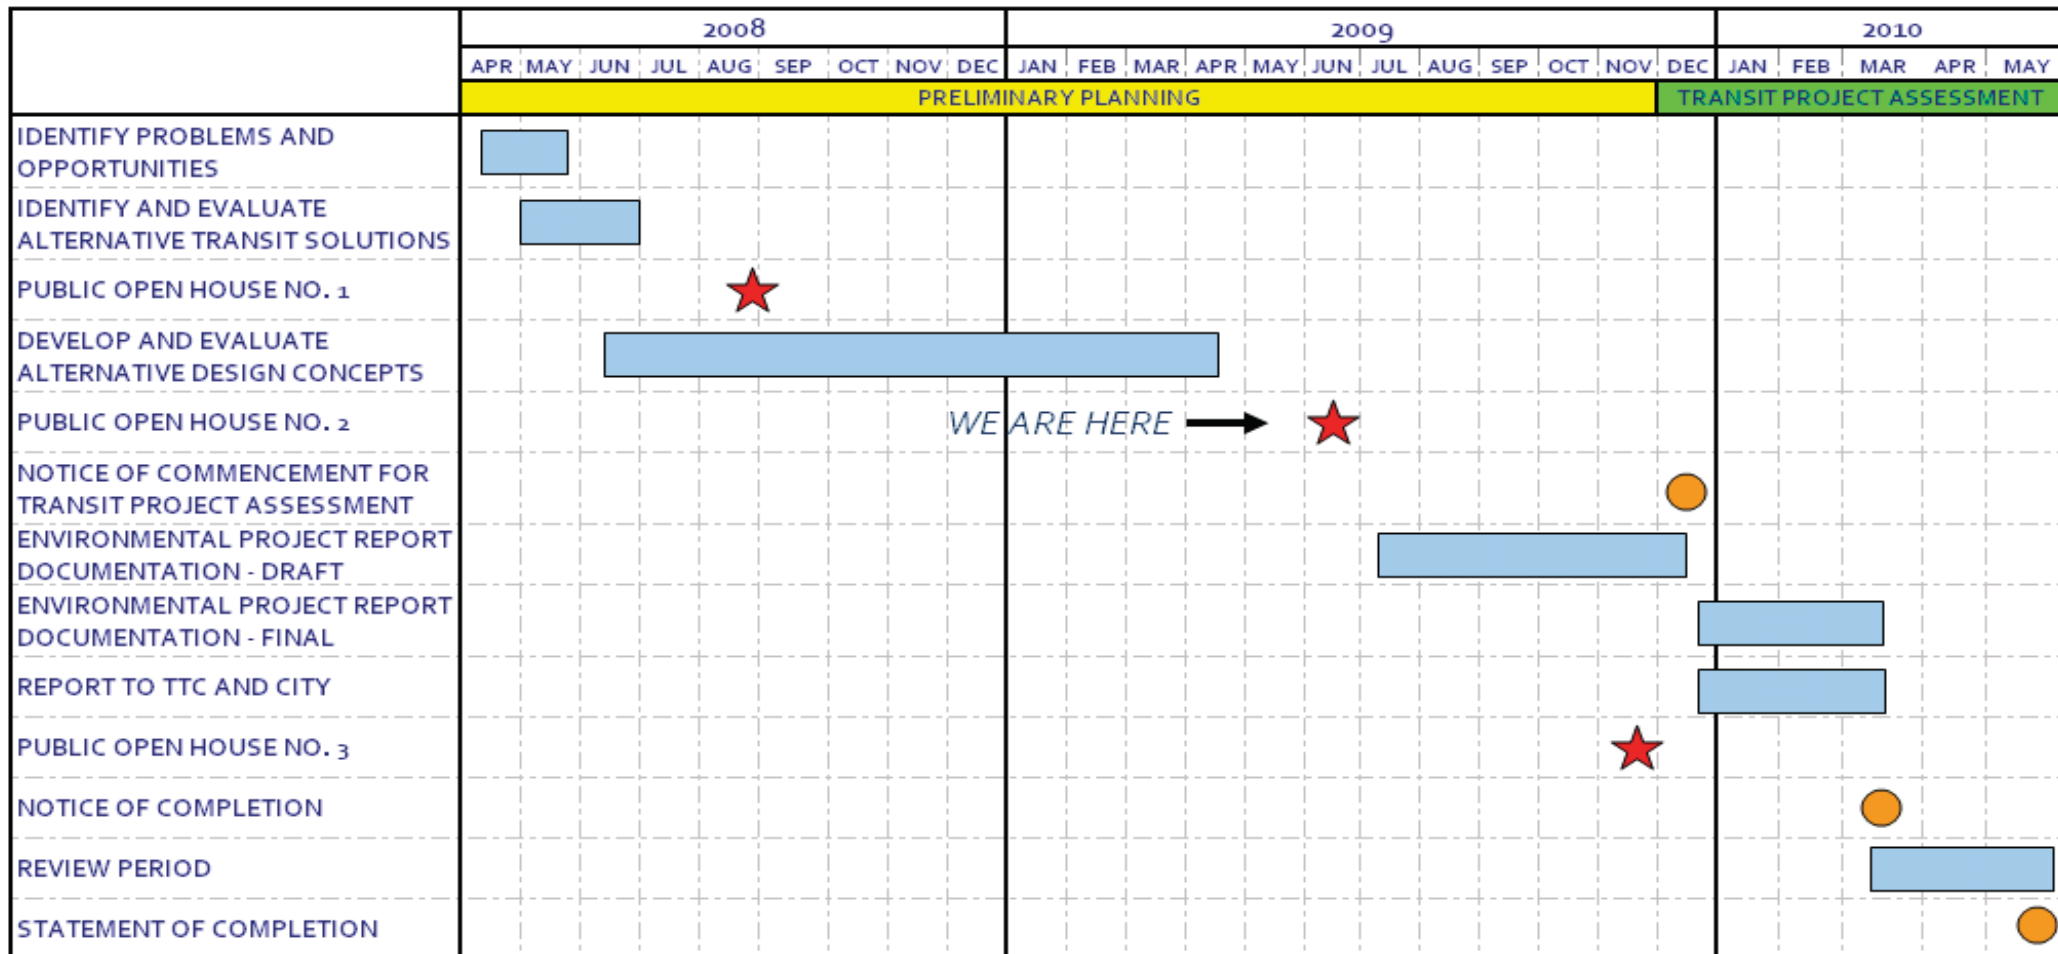 2008 2009 2010
APR MAY JUN JUL AUG SEP OCT NOV DEC JAN FEB MAR APR MAY JUN JUL AUG SEP OCT NOV DEC JAN FEB MAR APR MAY
PRELIMINARY PLANNING TRANSIT PROJECT ASSESSMENT
IDENTIFY PROBLEMS AND
OPPORTUNITIES
IDENTIFY AND EVALUATE
ALTERNATIVE TRANSIT SOLUTIONS
PUBLIC OPEN HOUSE NO. 1
DEVELOP AND EVALUATE
ALTERNATIVE DESIGN CONCEPTS
PUBLIC OPEN HOUSE NO. 2 WE ARE HERE
NOTICE OF COMMENCEMENT FOR
TRANSIT PROJECT ASSESSMENT
ENVIRONMENTAL PROJECT REPORT
DOCUMENTATION - DRAFT
ENVIRONMENTAL PROJECT REPORT
DOCUMENTATION - FINAL
REPORT TO TTC AND CITY
PUBLIC OPEN HOUSE NO. 3
NOTICE OF COMPLETION
REVIEW PERIOD
STATEMENT OF COMPLETION